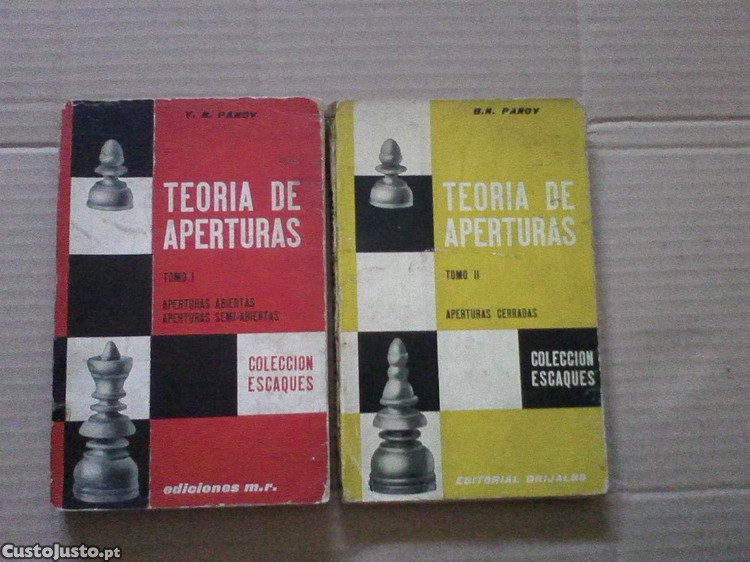 V. N. PANOV
TEORIA DE
APERTURAS
TOMO I
APERTURAS ABIERTAS
APERTURAS SEMI-ABIERTAS
COLECCION
ESCAQUES
ediciones m.r.
B.N. PANOV
TEORIA DE
APERTURAS
TOMO II
APERTURAS CERRADAS
COLECCION
ESCAQUES
EDITORIAL GRIJALBO
CustoJusto.pt